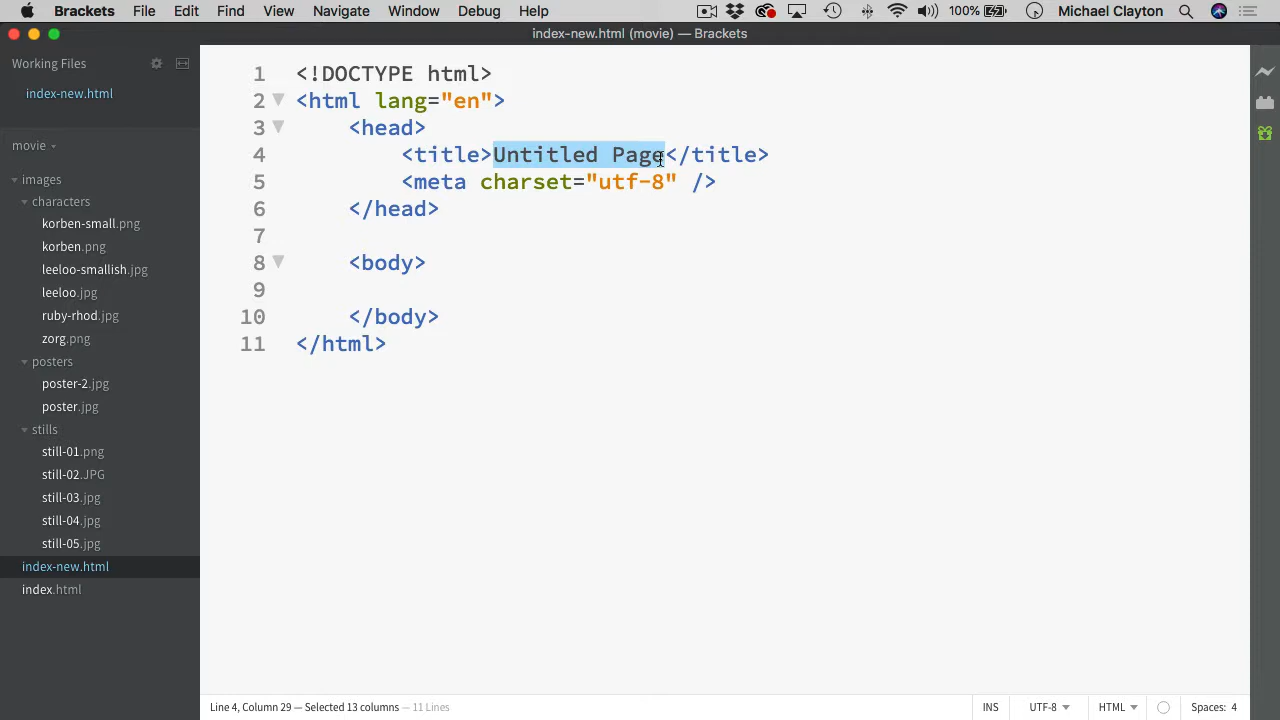 Brackets File Edit Find View Navigate Window Debug Help 100% Michael Clayton
index-new.html (movie) — Brackets
Working Files
index-new.html
movie
images
characters
korben-small.png
korben.png
leeloo-smallish.jpg
leeloo.jpg
ruby-rhod.jpg
zorg.png
posters
poster-2.jpg
poster.jpg
stills
still-01.png
still-02.JPG
still-03.jpg
still-04.jpg
still-05.jpg
index-new.html
index.html
1 <!DOCTYPE html>
2 <html lang="en">
3 <head>
4 <title>Untitled Page</title>
5 <meta charset="utf-8" />
6 </head>
7
8 <body>
9
10 </body>
11 </html>
Line 4, Column 29 — Selected 13 columns — 11 Lines INS UTF-8 HTML Spaces: 4